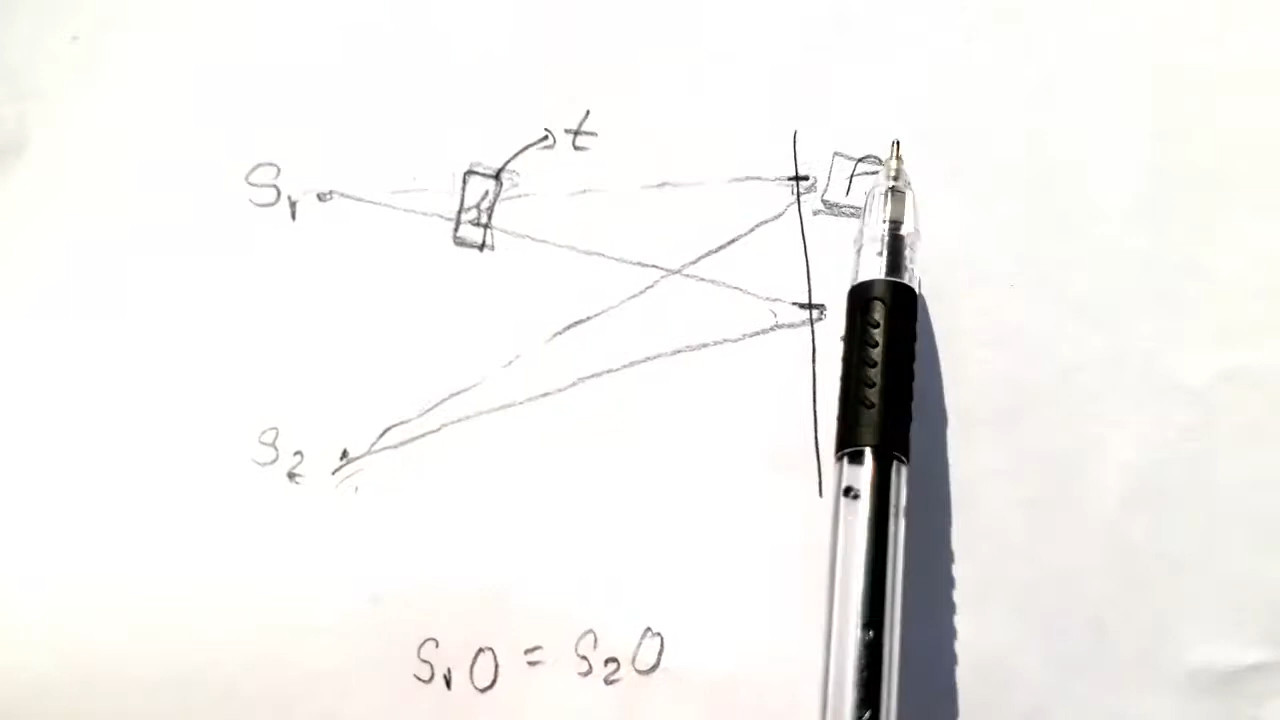 t
S₁
P
S₂
S₁O = S₂O